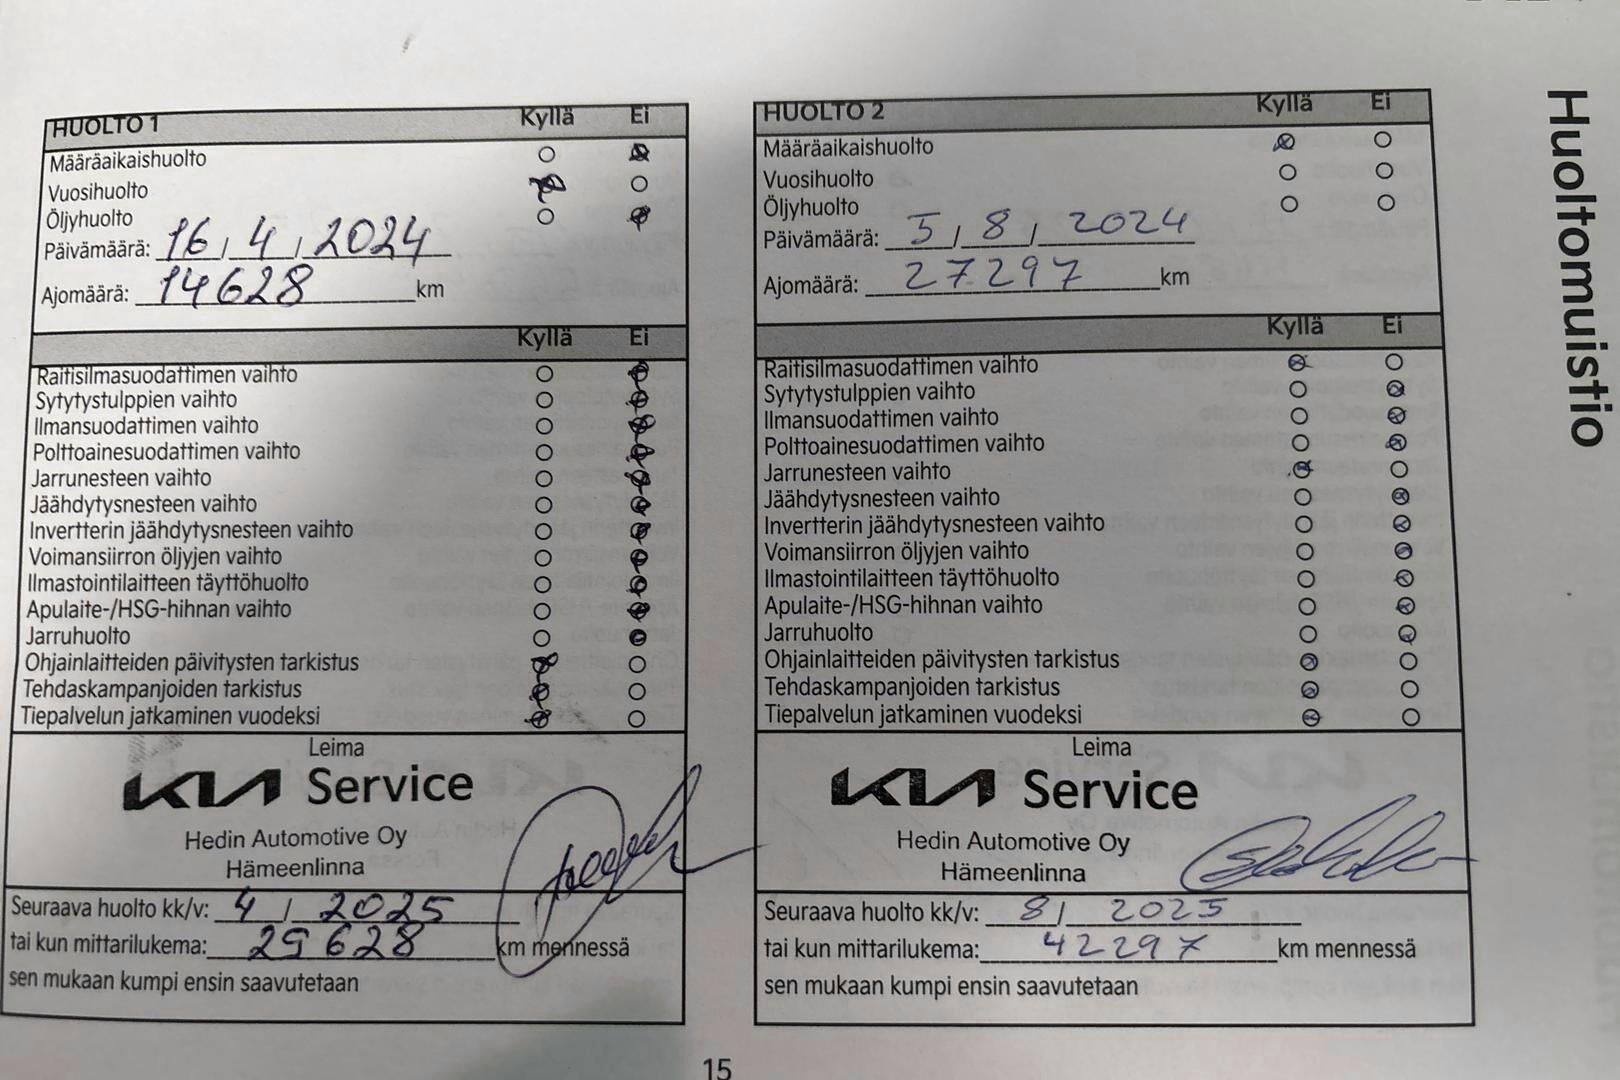 Huoltomuistio
HUOLTO 1 Kyllä Ei
Määräaikaishuolto
Vuosihuolto
Öljyhuolto
Päivämäärä: 16 / 4 / 2024
Ajomäärä: 14628 km
Kyllä Ei
Raitisilmasuodattimen vaihto
Sytytystulppien vaihto
Ilmansuodattimen vaihto
Polttoainesuodattimen vaihto
Jarrunesteen vaihto
Jäähdytysnesteen vaihto
Invertterin jäähdytysnesteen vaihto
Voimansiirron öljyjen vaihto
Ilmastointilaitteen täyttöhuolto
Apulaite-/HSG-hihnan vaihto
Jarruhuolto
Ohjainlaitteiden päivitysten tarkistus
Tehdaskampanjoiden tarkistus
Tiepalvelun jatkaminen vuodeksi
Leima
KIA Service
Hedin Automotive Oy
Hämeenlinna
Seuraava huolto kk/v: 4 / 2025
tai kun mittarilukema: 29628 km mennessä
sen mukaan kumpi ensin saavutetaan
HUOLTO 2 Kyllä Ei
Määräaikaishuolto
Vuosihuolto
Öljyhuolto
Päivämäärä: 5 / 8 / 2024
Ajomäärä: 27297 km
Kyllä Ei
Raitisilmasuodattimen vaihto
Sytytystulppien vaihto
Ilmansuodattimen vaihto
Polttoainesuodattimen vaihto
Jarrunesteen vaihto
Jäähdytysnesteen vaihto
Invertterin jäähdytysnesteen vaihto
Voimansiirron öljyjen vaihto
Ilmastointilaitteen täyttöhuolto
Apulaite-/HSG-hihnan vaihto
Jarruhuolto
Ohjainlaitteiden päivitysten tarkistus
Tehdaskampanjoiden tarkistus
Tiepalvelun jatkaminen vuodeksi
Leima
KIA Service
Hedin Automotive Oy
Hämeenlinna
Seuraava huolto kk/v: 8 / 2025
tai kun mittarilukema: 42297 km mennessä
sen mukaan kumpi ensin saavutetaan
15